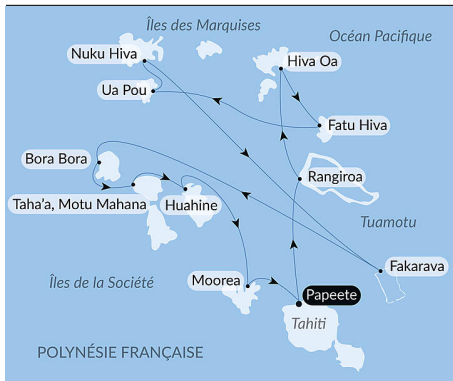 Îles des Marquises
Océan Pacifique
Nuku Hiva
Hiva Oa
Ua Pou
Fatu Hiva
Bora Bora
Rangiroa
Taha'a, Motu Mahana
Huahine
Tuamotu
Fakarava
Îles de la Société
Moorea
Papeete
Tahiti
POLYNÉSIE FRANÇAISE